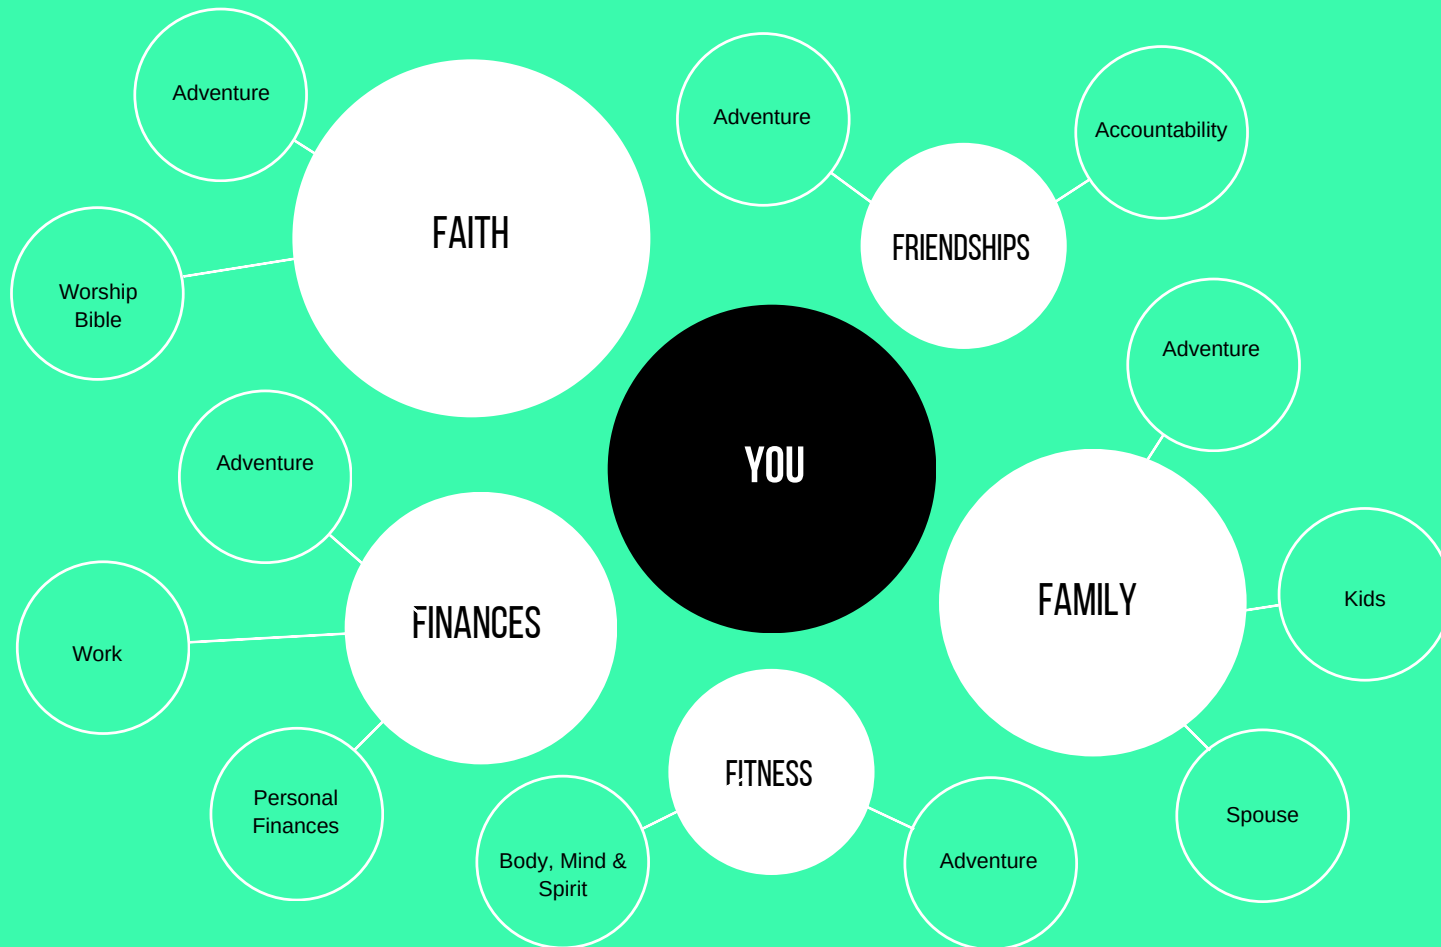 Adventure
Adventure
Accountability
FAITH
FRIENDSHIPS
Worship
Bible
Adventure
Adventure
YOU
FAMILY
Kids
FINANCES
Work
Personal
Finances
FITNESS
Spouse
Body, Mind &
Spirit
Adventure